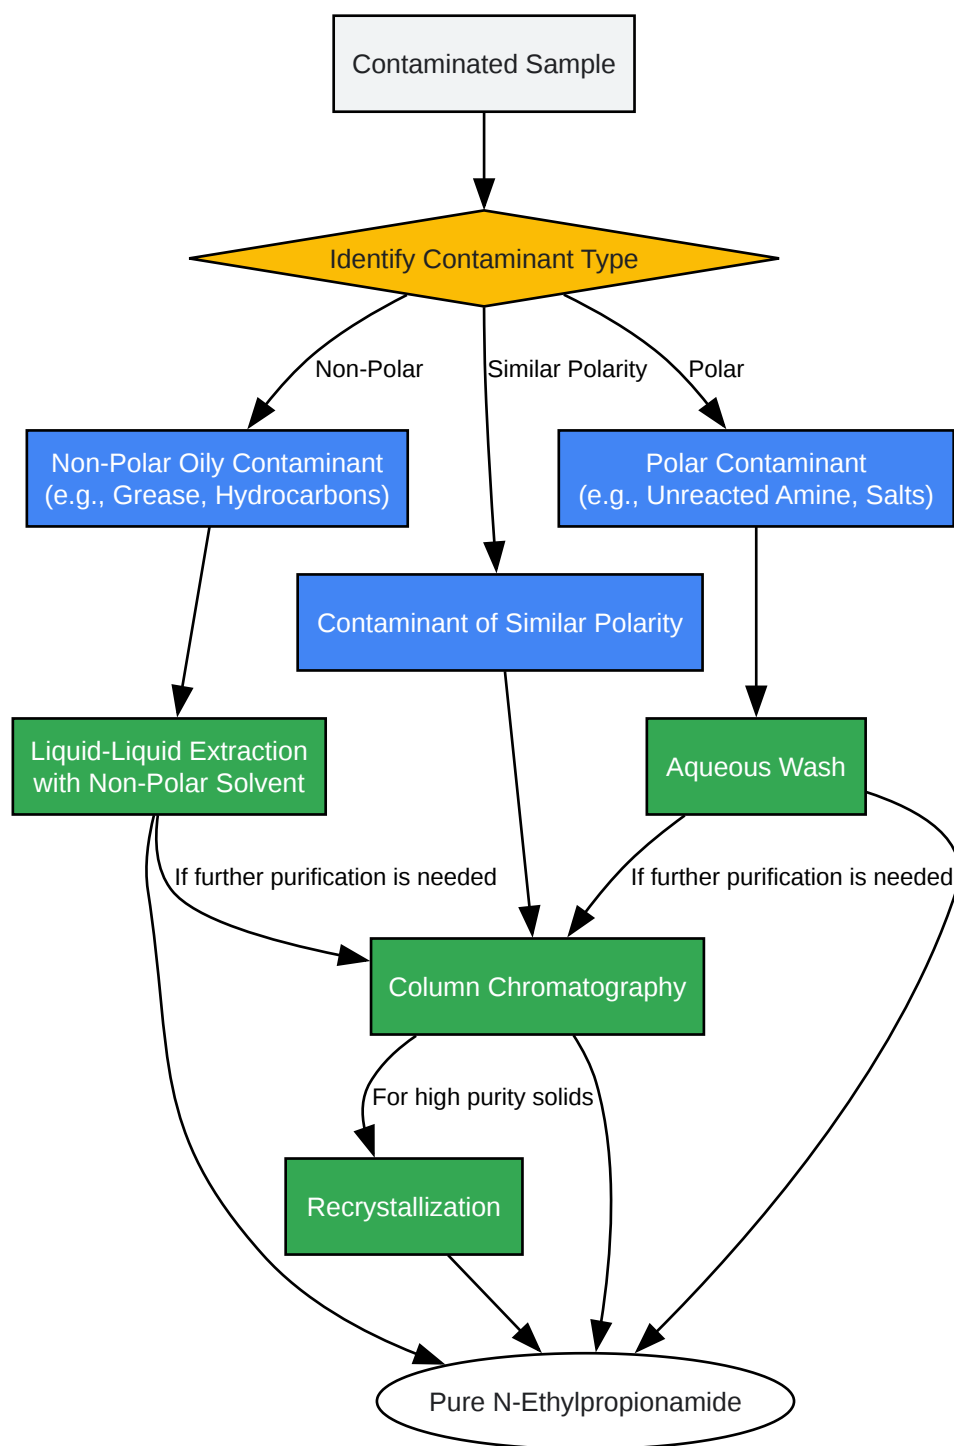 Contaminated Sample
Identify Contaminant Type
Non-Polar
Similar Polarity
Polar
Non-Polar Oily Contaminant
(e.g., Grease, Hydrocarbons)
Polar Contaminant
(e.g., Unreacted Amine, Salts)
Contaminant of Similar Polarity
Liquid-Liquid Extraction
with Non-Polar Solvent
Aqueous Wash
If further purification is needed
If further purification is needed
Column Chromatography
For high purity solids
Recrystallization
Pure N-Ethylpropionamide